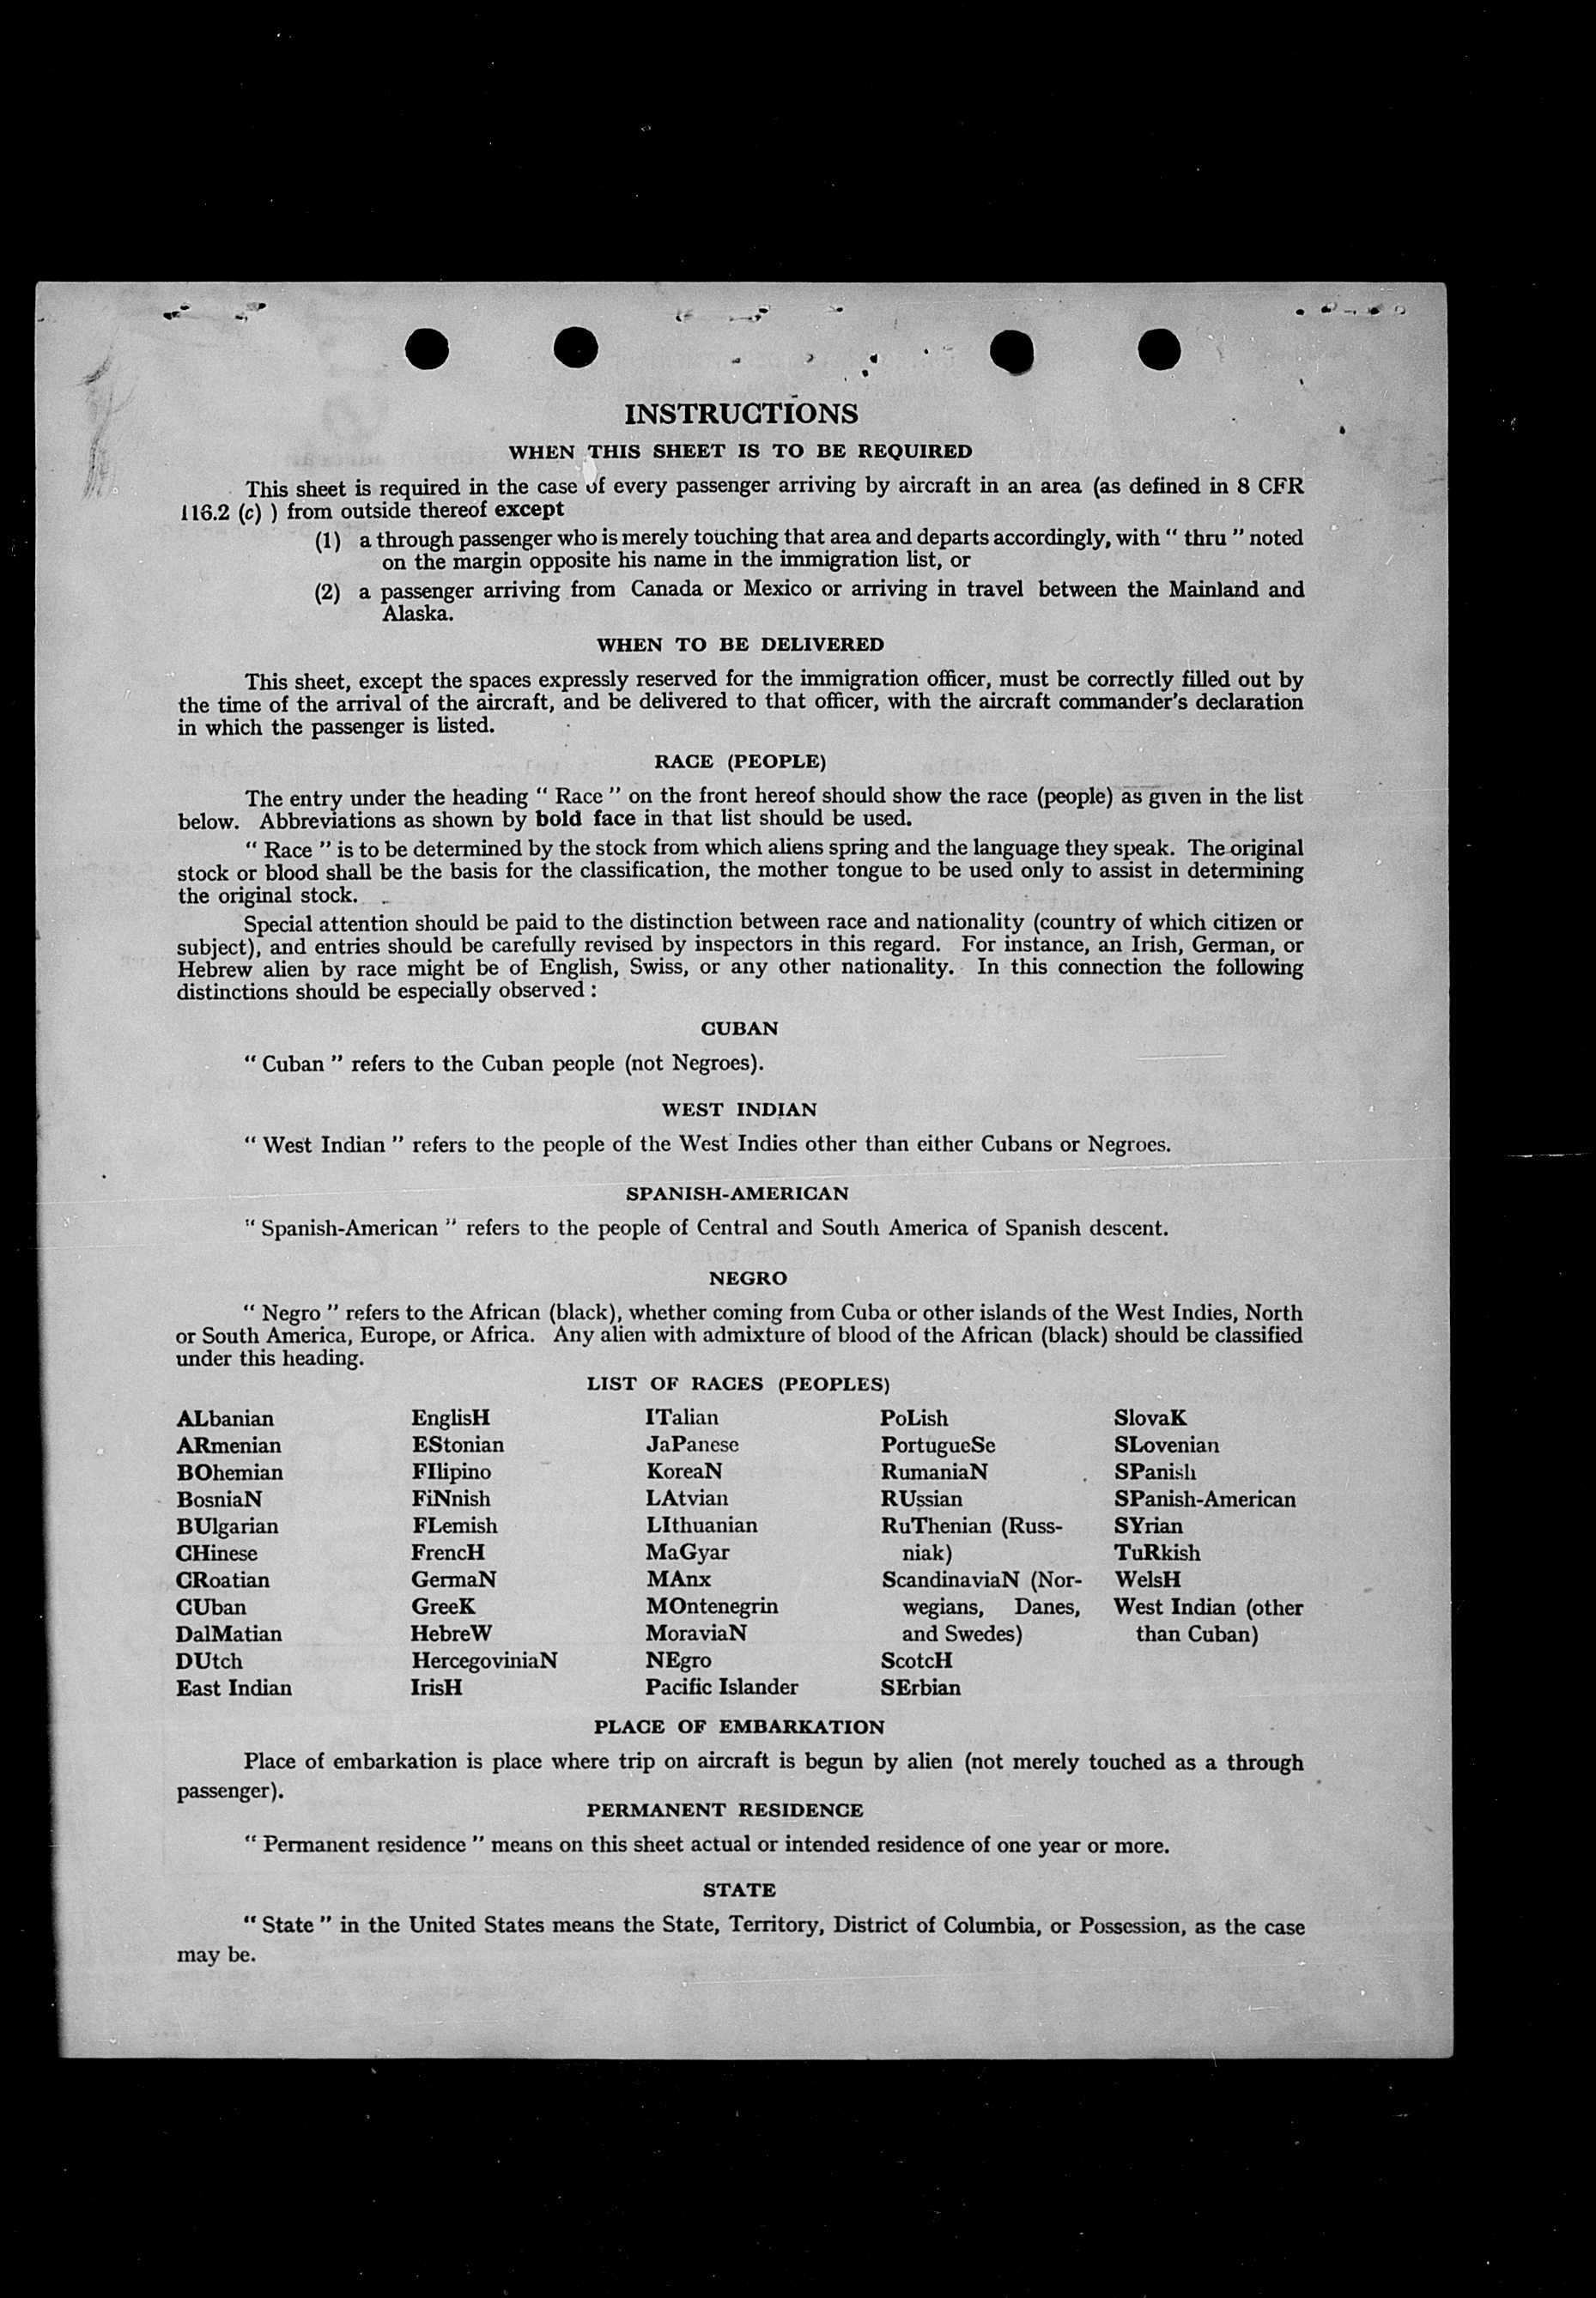 INSTRUCTIONS
WHEN THIS SHEET IS TO BE REQUIRED
This sheet is required in the case of every passenger arriving by aircraft in an area (as defined in 8 CFR
116.2 (c) ) from outside thereof except
(1) a through passenger who is merely touching that area and departs accordingly, with “ thru ” noted
on the margin opposite his name in the immigration list, or
(2) a passenger arriving from Canada or Mexico or arriving in travel between the Mainland and
Alaska.
WHEN TO BE DELIVERED
This sheet, except the spaces expressly reserved for the immigration officer, must be correctly filled out by
the time of the arrival of the aircraft, and be delivered to that officer, with the aircraft commander's declaration
in which the passenger is listed.
RACE (PEOPLE)
The entry under the heading “ Race ” on the front hereof should show the race (people) as given in the list
below. Abbreviations as shown by bold face in that list should be used.
“ Race ” is to be determined by the stock from which aliens spring and the language they speak. The original
stock or blood shall be the basis for the classification, the mother tongue to be used only to assist in determining
the original stock.
Special attention should be paid to the distinction between race and nationality (country of which citizen or
subject), and entries should be carefully revised by inspectors in this regard. For instance, an Irish, German, or
Hebrew alien by race might be of English, Swiss, or any other nationality. In this connection the following
distinctions should be especially observed :
CUBAN
“ Cuban ” refers to the Cuban people (not Negroes).
WEST INDIAN
“ West Indian ” refers to the people of the West Indies other than either Cubans or Negroes.
SPANISH-AMERICAN
“ Spanish-American ” refers to the people of Central and South America of Spanish descent.
NEGRO
“ Negro ” refers to the African (black), whether coming from Cuba or other islands of the West Indies, North
or South America, Europe, or Africa. Any alien with admixture of blood of the African (black) should be classified
under this heading.
LIST OF RACES (PEOPLES)
ALbanian
ARmenian
BOhemian
BosniaN
BUlgarian
CHinese
CRoatian
CUban
DalMatian
DUtch
East Indian
EnglisH
EStonian
FIlipino
FiNnish
FLemish
FrencH
GermaN
GreeK
HebreW
HercegoviniaN
IrisH
ITalian
JaPanese
KoreaN
LAtvian
LIthuanian
MaGyar
MAnx
MOntenegrin
MoraviaN
NEgro
Pacific Islander
PoLish
PortugueSe
RumaniaN
RUssian
RuThenian (Russ-
niak)
ScandinaviaN (Nor-
wegians, Danes,
and Swedes)
ScotcH
SErbian
SlovaK
SLovenian
SPanish
SPanish-American
SYrian
TuRkish
WelsH
West Indian (other
than Cuban)
PLACE OF EMBARKATION
Place of embarkation is place where trip on aircraft is begun by alien (not merely touched as a through
passenger).
PERMANENT RESIDENCE
“ Permanent residence ” means on this sheet actual or intended residence of one year or more.
STATE
“ State ” in the United States means the State, Territory, District of Columbia, or Possession, as the case
may be.